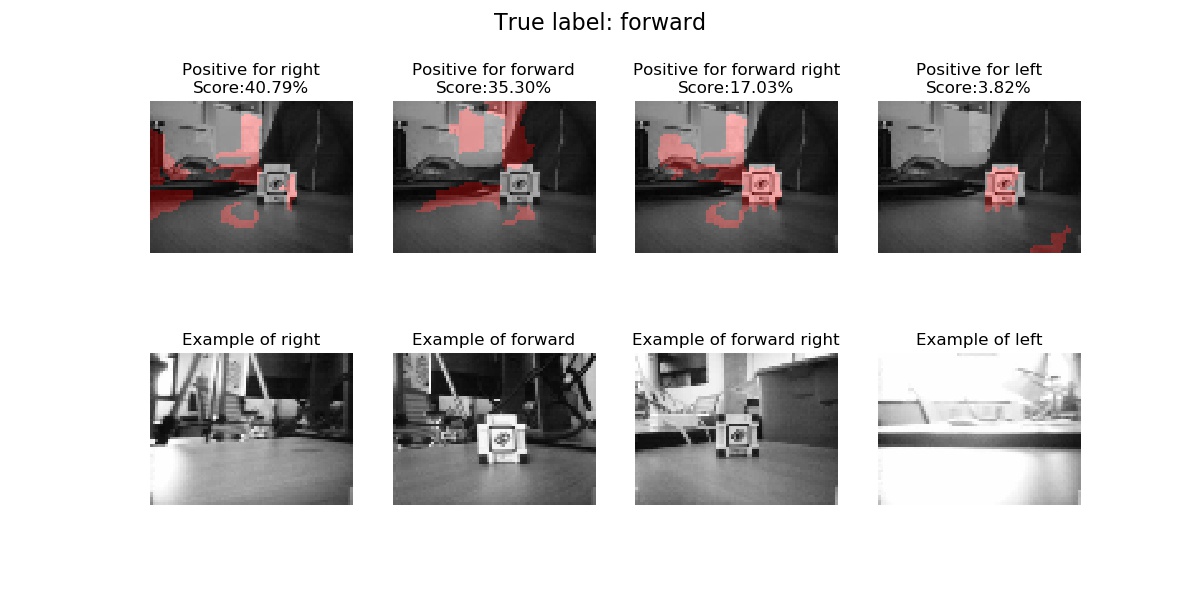 True label: forward
Positive for right
Score:40.79%
Positive for forward
Score:35.30%
Positive for forward right
Score:17.03%
Positive for left
Score:3.82%
Example of right
Example of forward
Example of forward right
Example of left